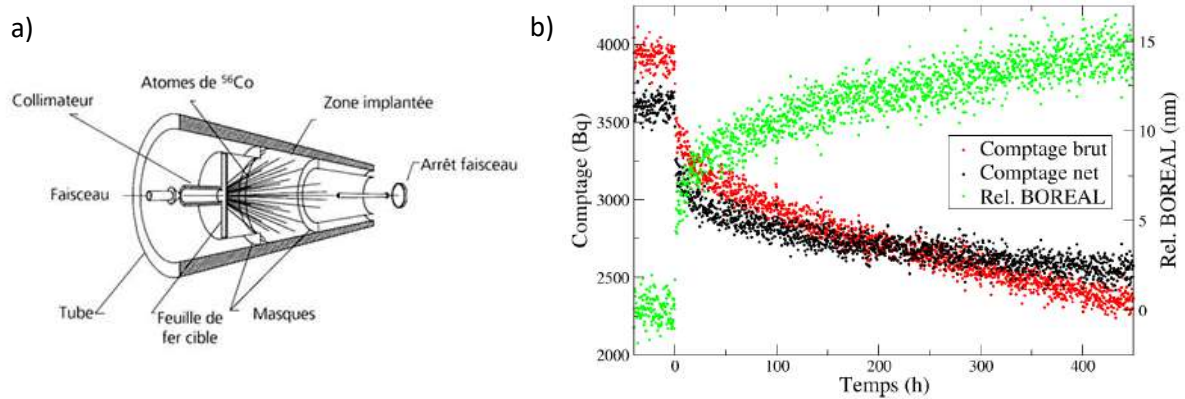 a)
Atomes de ⁵⁶Co
Collimateur
Zone implantée
Arrêt faisceau
Faisceau
Tube
Feuille de
fer cible
Masques
b)
4000
3500
3000
2500
2000
Comptage (Bq)
Comptage brut
Comptage net
Rel. BOREAL
15
10
5
0
Rel. BOREAL (nm)
0
100
200
300
400
Temps (h)